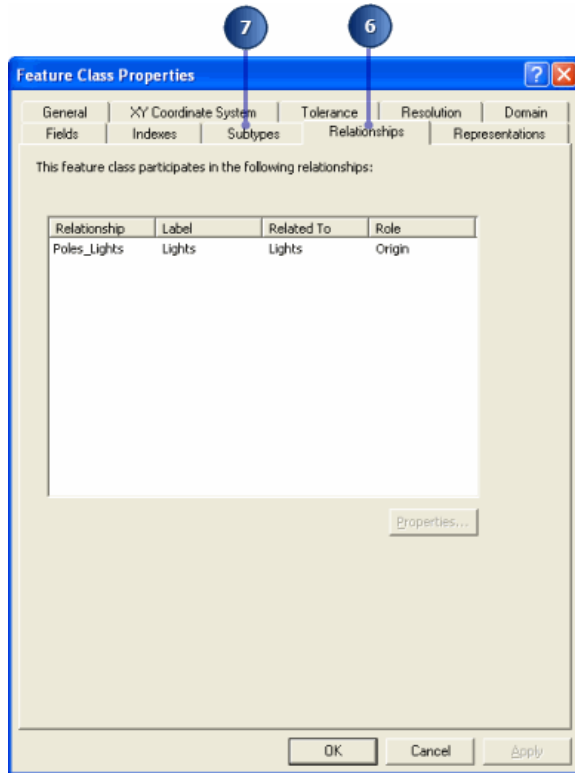 7 6
Feature Class Properties
General XY Coordinate System Tolerance Resolution Domain
Fields Indexes Subtypes Relationships Representations
This feature class participates in the following relationships:
Relationship Label Related To Role
Poles_Lights Lights Lights Origin
Properties...
OK Cancel Apply